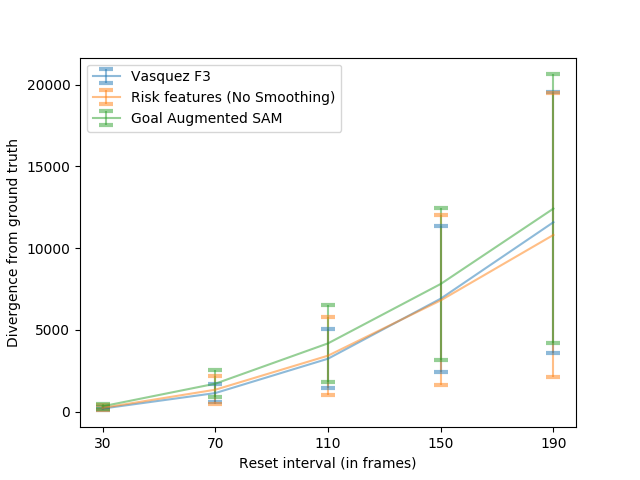 Vasquez F3
Risk features (No Smoothing)
Goal Augmented SAM
20000
15000
10000
5000
0
Divergence from ground truth
30 70 110 150 190
Reset interval (in frames)